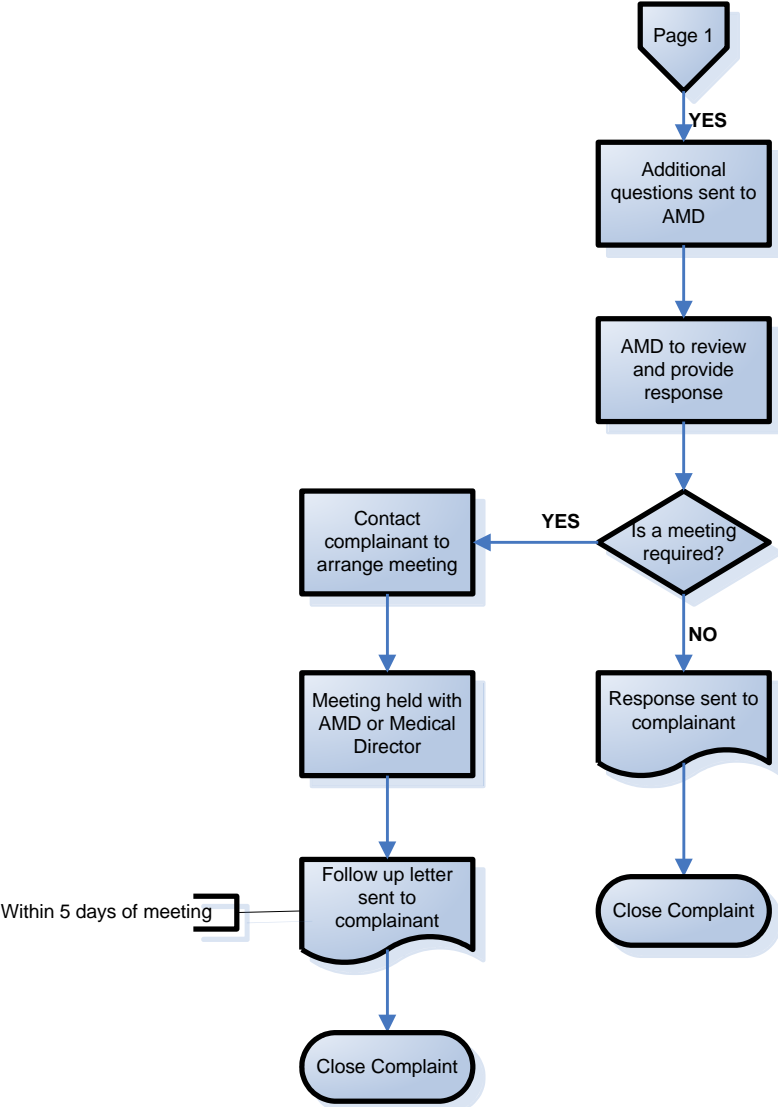 Page 1
YES
Additional
questions sent to
AMD
AMD to review
and provide
response
Is a meeting
required?
YES
Contact
complainant to
arrange meeting
NO
Meeting held with
AMD or Medical
Director
Response sent to
complainant
Follow up letter
sent to
complainant
Within 5 days of meeting
Close Complaint
Close Complaint